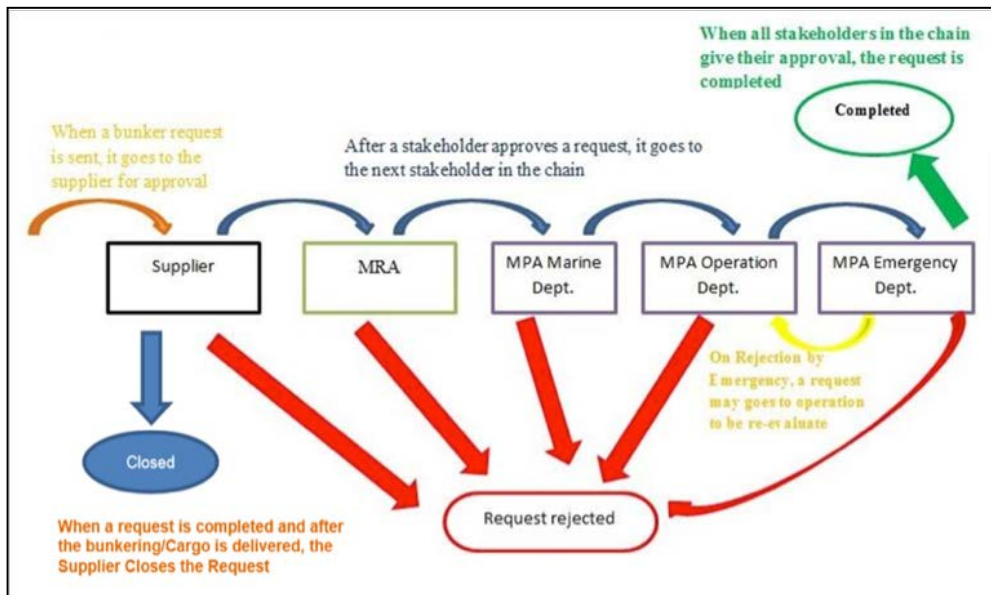 When all stakeholders in the chain
give their approval, the request is
completed
Completed
When a bunker request
is sent, it goes to the
supplier for approval
After a stakeholder approves a request, it goes to
the next stakeholder in the chain
Supplier
MRA
MPA Marine
Dept.
MPA Operation
Dept.
MPA Emergency
Dept.
On Rejection by
Emergency, a request
may goes to operation
to be re-evaluate
Closed
Request rejected
When a request is completed and after
the bunkering/Cargo is delivered, the
Supplier Closes the Request